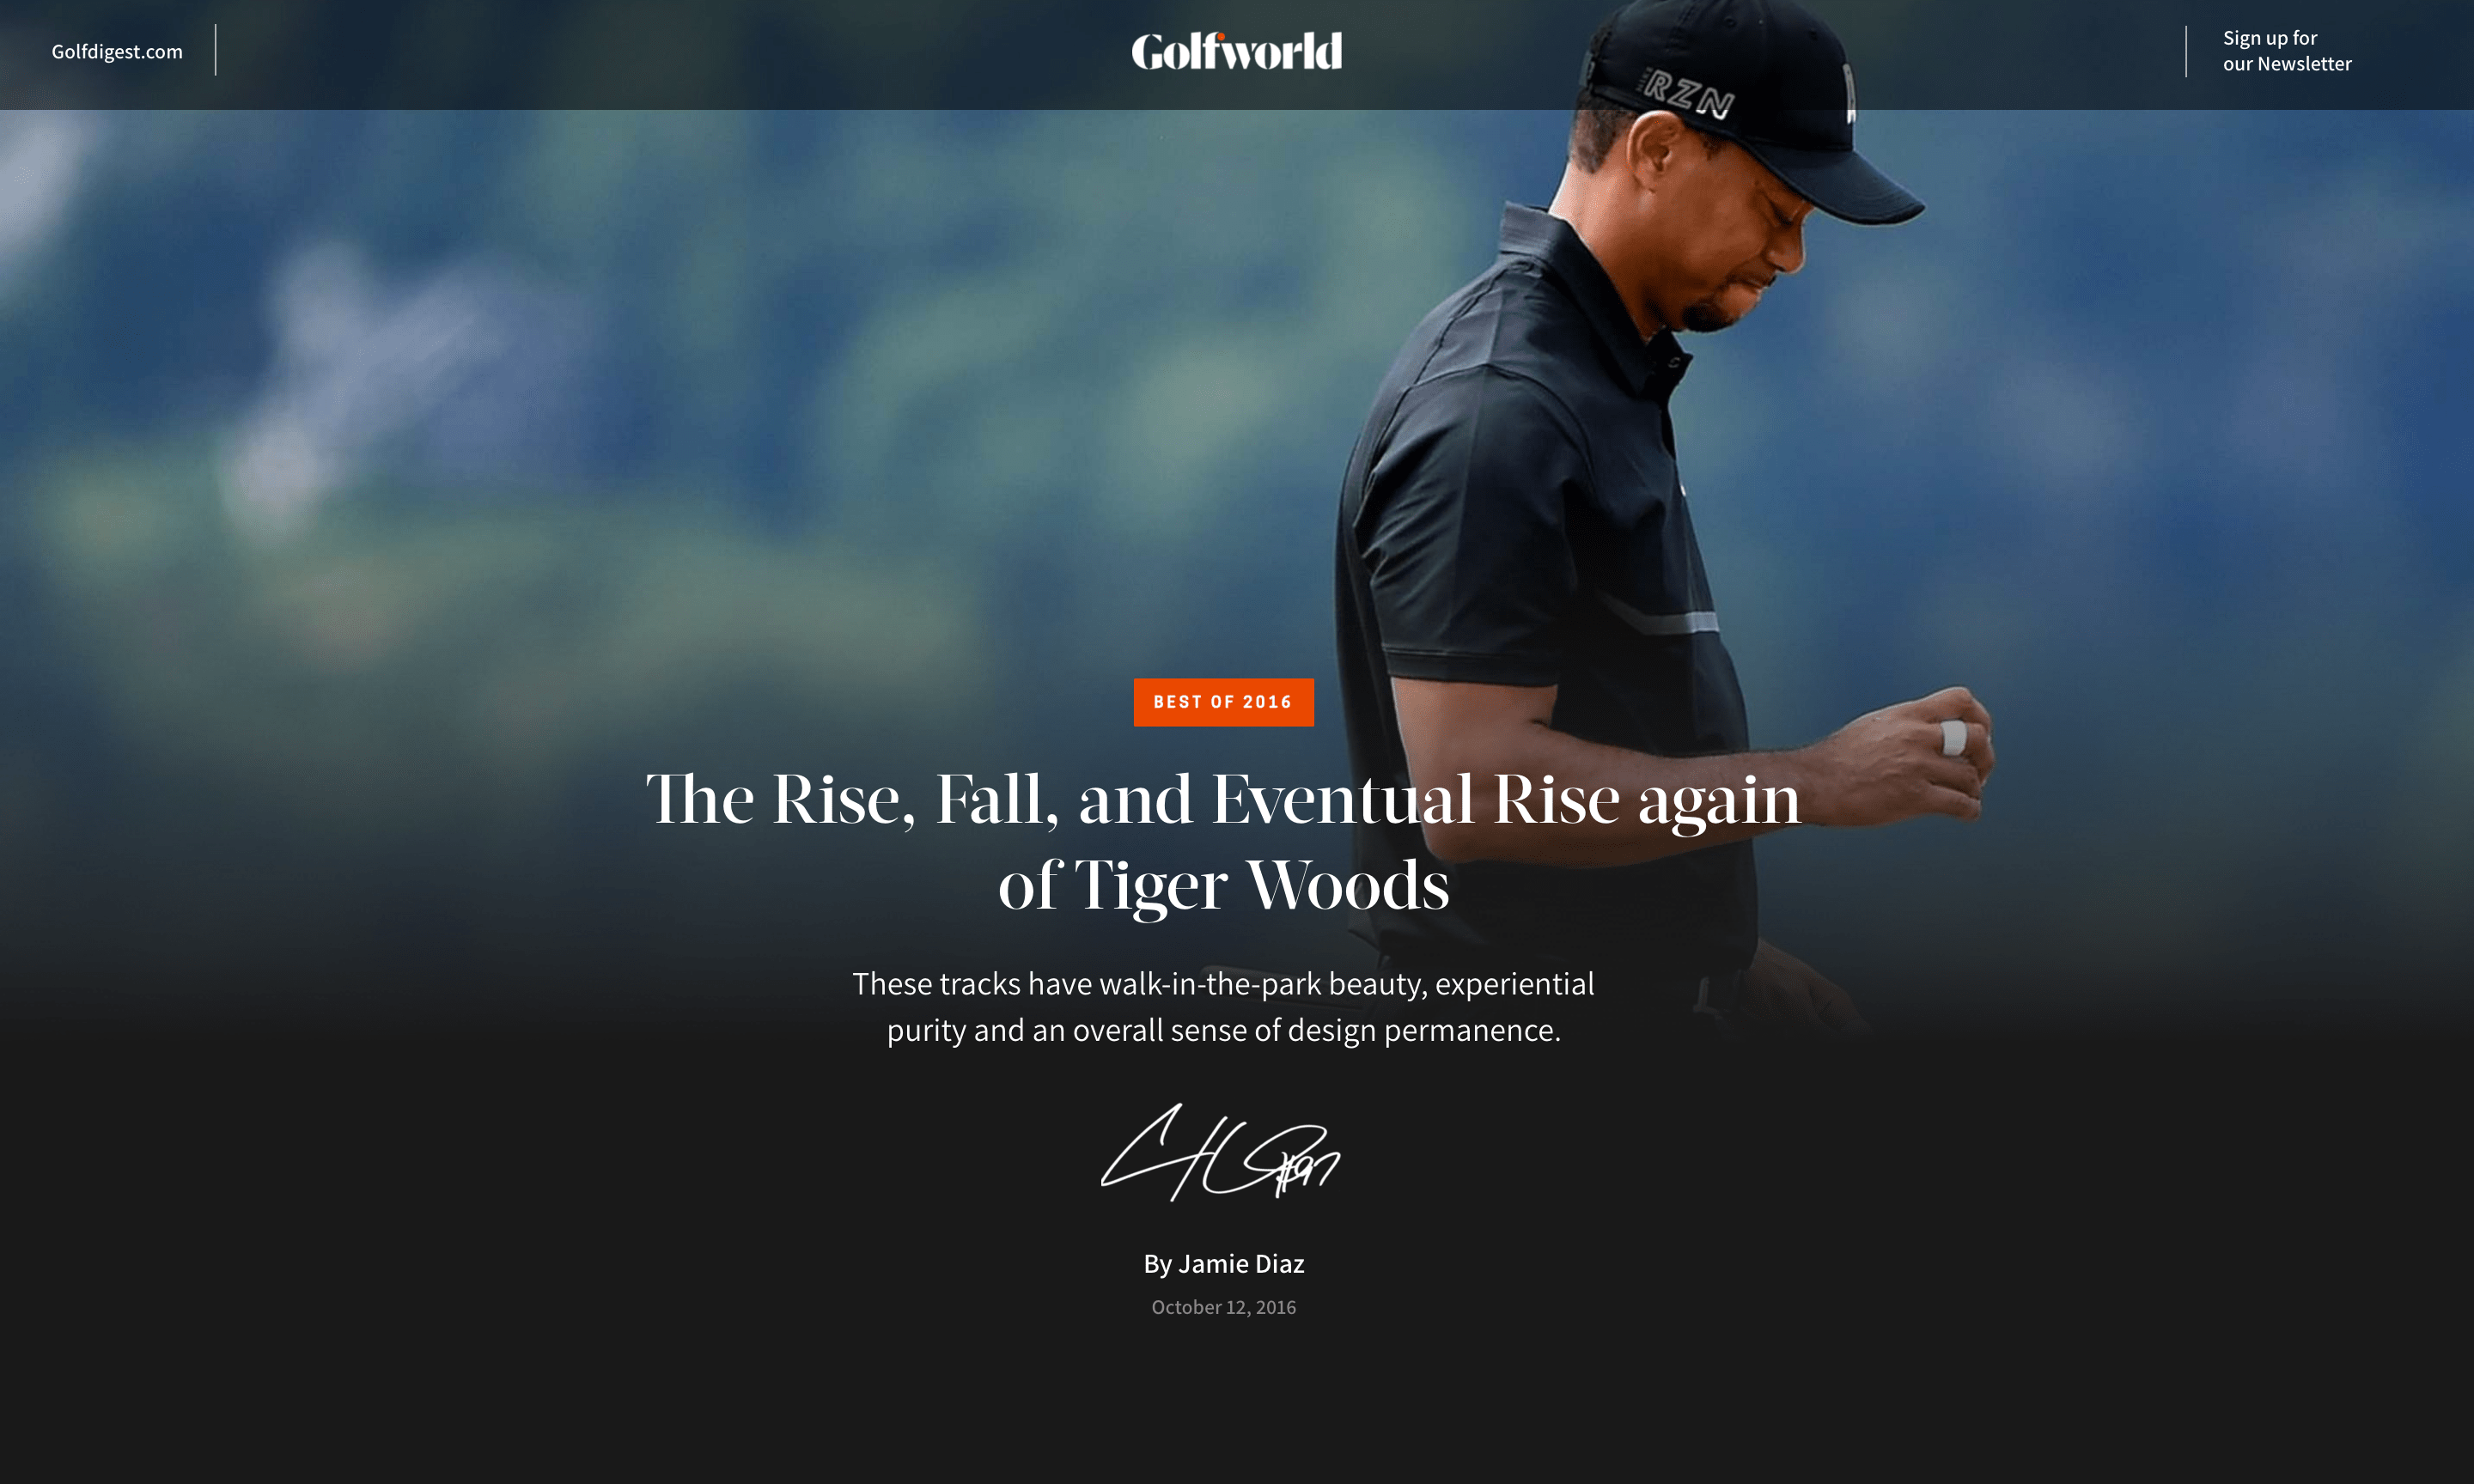 Golfdigest.com
Golfworld
Sign up for
our Newsletter
RZN
BEST OF 2016
The Rise, Fall, and Eventual Rise again
of Tiger Woods
These tracks have walk-in-the-park beauty, experiential
purity and an overall sense of design permanence.
By Jamie Diaz
October 12, 2016